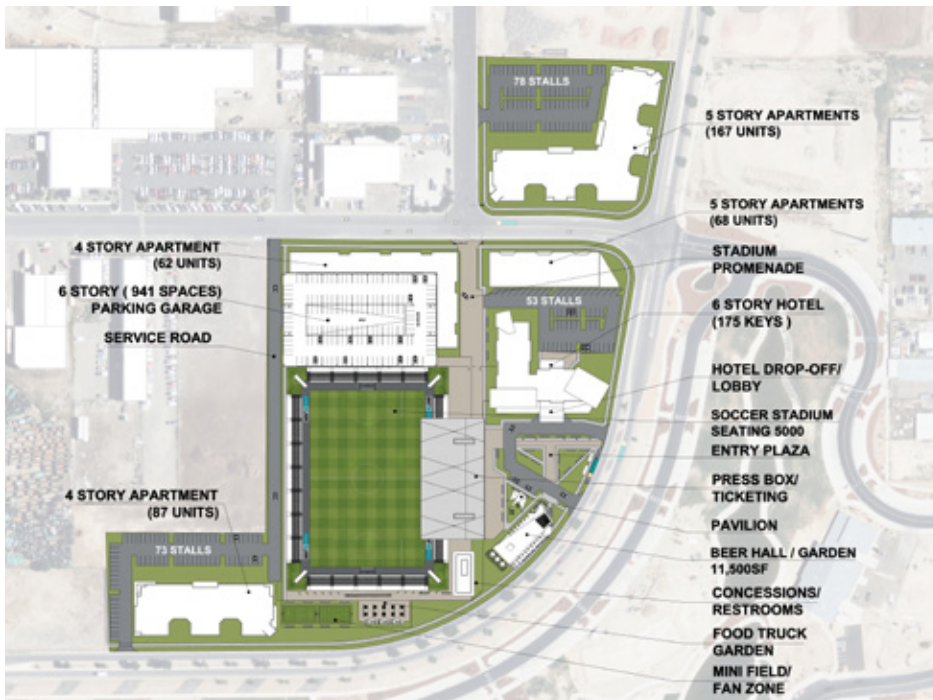 78 STALLS
5 STORY APARTMENTS
(167 UNITS)
5 STORY APARTMENTS
(68 UNITS)
4 STORY APARTMENT
(62 UNITS)
STADIUM
PROMENADE
6 STORY ( 941 SPACES)
PARKING GARAGE
53 STALLS
6 STORY HOTEL
(175 KEYS )
SERVICE ROAD
HOTEL DROP-OFF/
LOBBY
SOCCER STADIUM
SEATING 5000
ENTRY PLAZA
PRESS BOX/
TICKETING
4 STORY APARTMENT
(87 UNITS)
PAVILION
73 STALLS
BEER HALL / GARDEN
11,500SF
CONCESSIONS/
RESTROOMS
FOOD TRUCK
GARDEN
MINI FIELD/
FAN ZONE